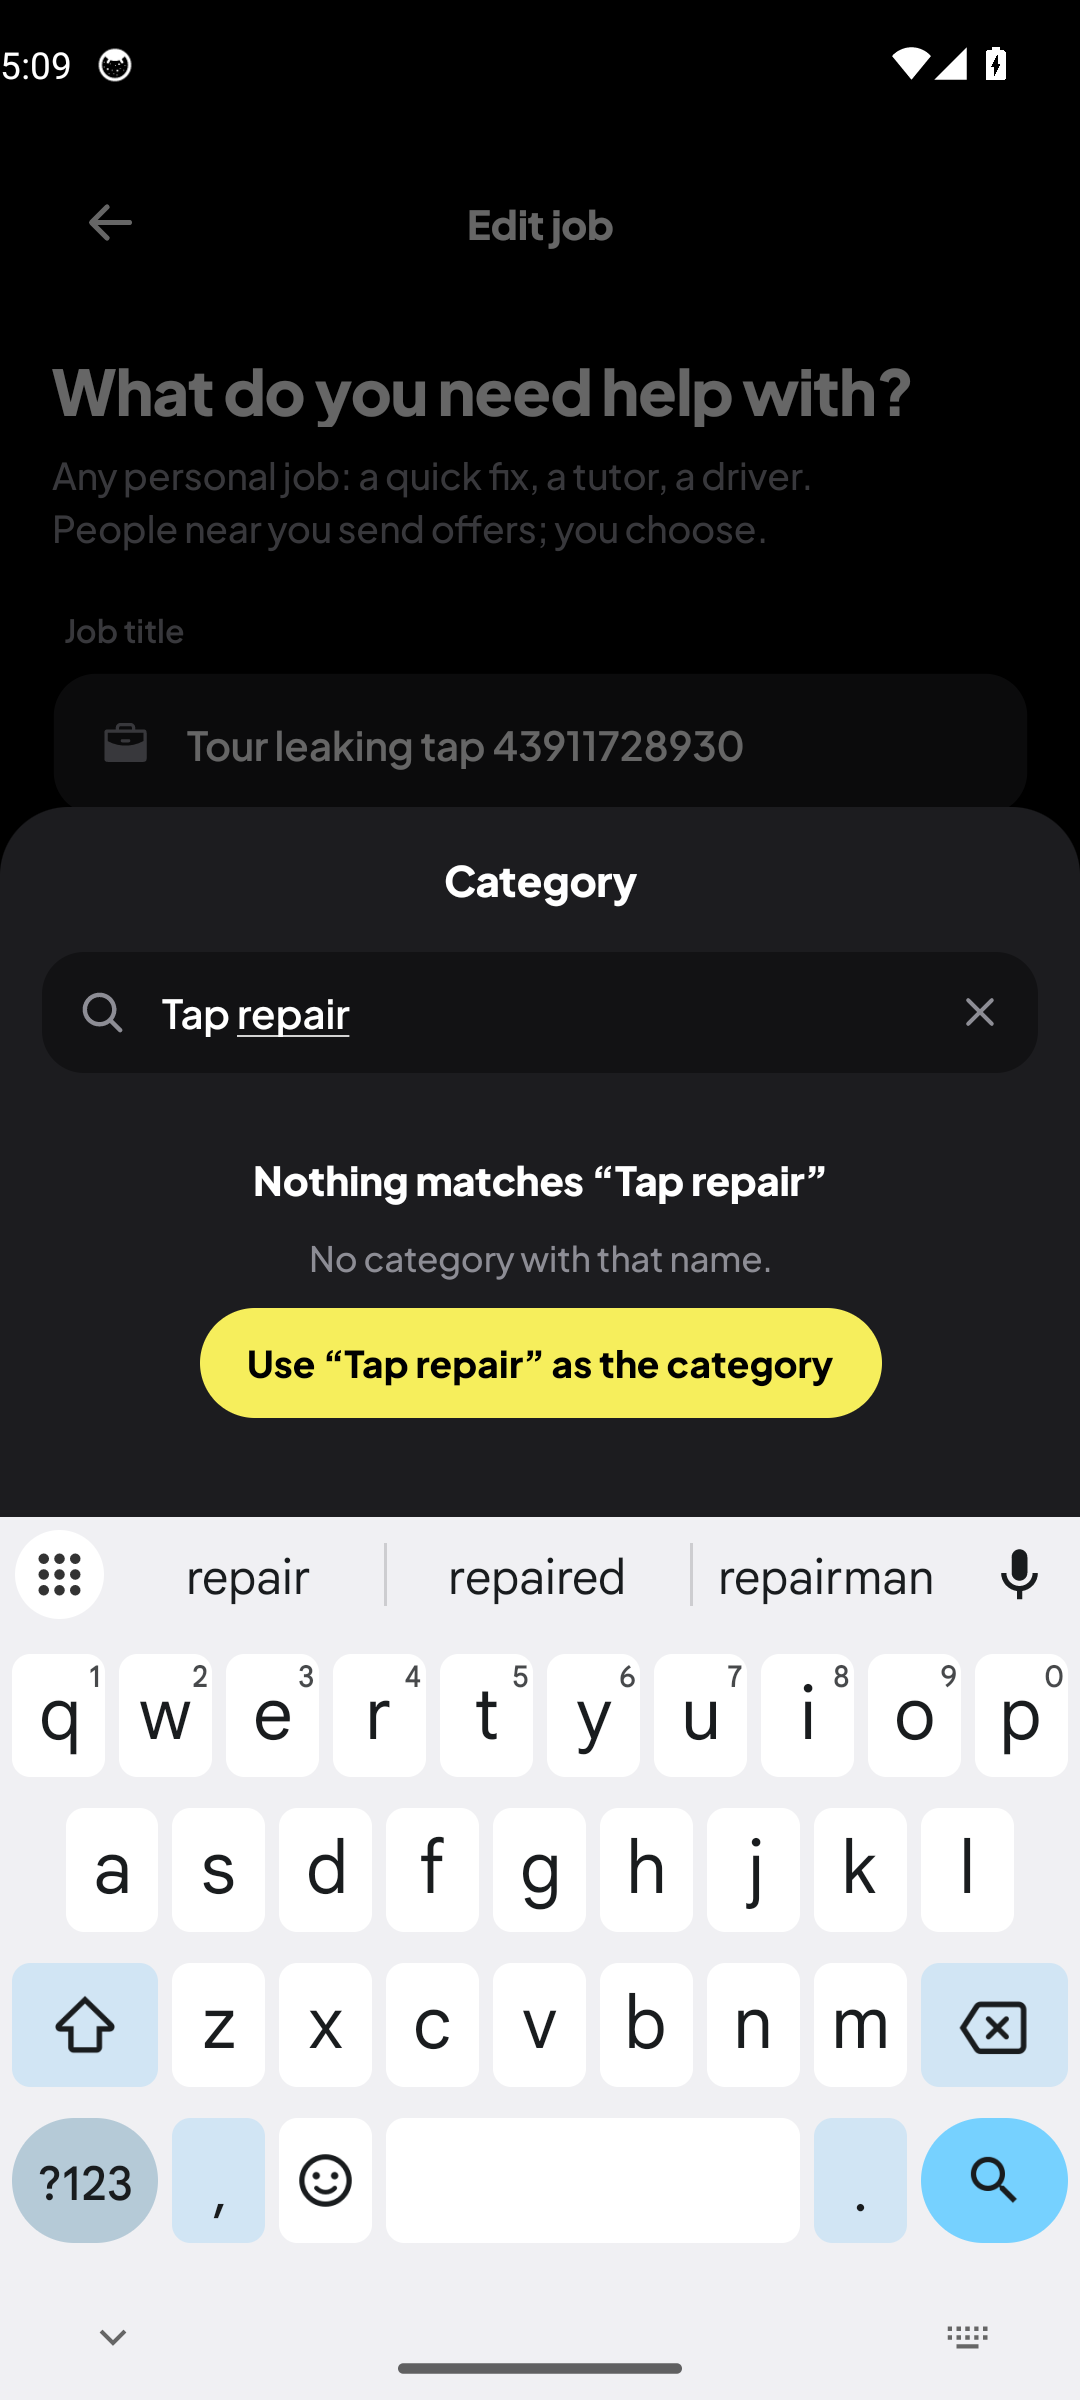 5:09
Edit job
What do you need help with?
Any personal job: a quick fix, a tutor, a driver.
People near you send offers; you choose.
Job title
Tour leaking tap 43911728930
Category
Tap repair
Nothing matches “Tap repair”
No category with that name.
Use “Tap repair” as the category
repair repaired repairman
q 1 w 2 e 3 r 4 t 5 y 6 u 7 i 8 o 9 p 0
a s d f g h j k l
z x c v b n m
?123 , .